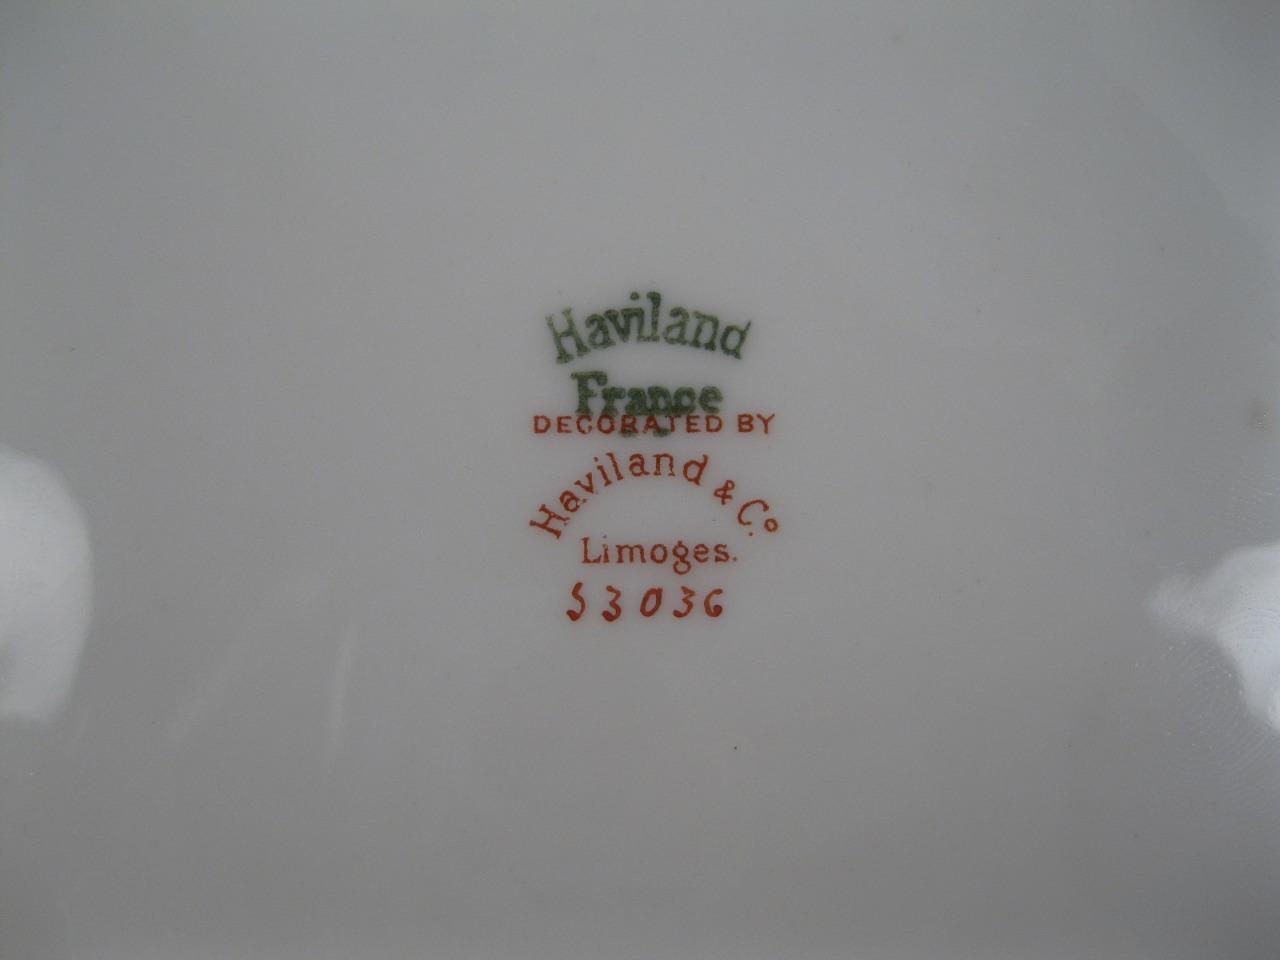 Haviland
France
DECORATED BY
Haviland & Co.
Limoges.
53036